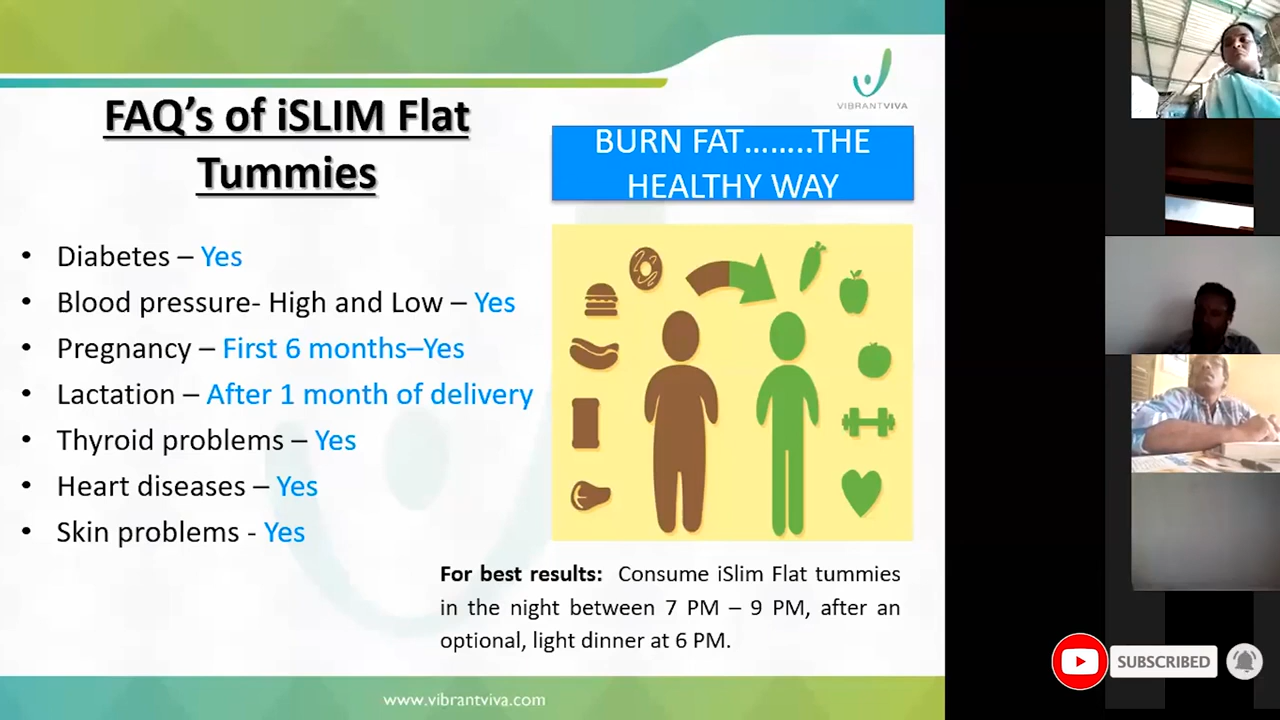 FAQ's of iSLIM Flat
Tummies
VIBRANTVIVA
BURN FAT........THE
HEALTHY WAY
• Diabetes – Yes
• Blood pressure- High and Low – Yes
• Pregnancy – First 6 months–Yes
• Lactation – After 1 month of delivery
• Thyroid problems – Yes
• Heart diseases – Yes
• Skin problems - Yes
For best results: Consume iSlim Flat tummies
in the night between 7 PM – 9 PM, after an
optional, light dinner at 6 PM.
www.vibrantviva.com
SUBSCRIBED